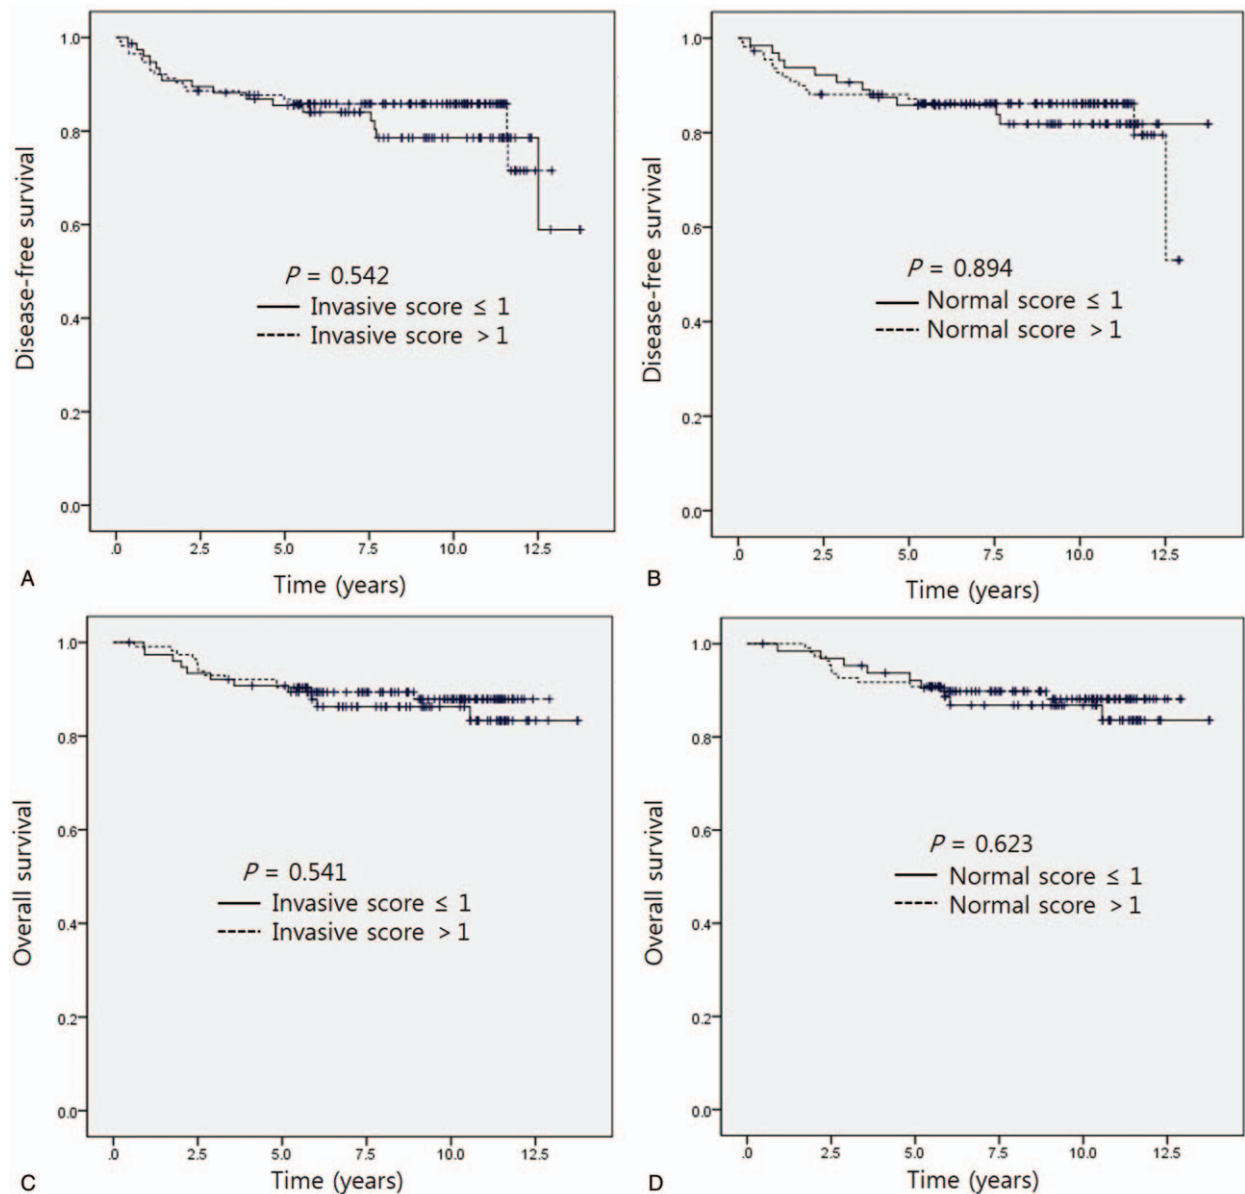 Disease-free survival
1.0
0.8
0.6
0.4
0.2
0.0
P = 0.542
Invasive score ≤ 1
Invasive score > 1
.0 2.5 5.0 7.5 10.0 12.5
Time (years)
A
Disease-free survival
1.0
0.8
0.6
0.4
0.2
0.0
P = 0.894
Normal score ≤ 1
Normal score > 1
.0 2.5 5.0 7.5 10.0 12.5
Time (years)
B
Overall survival
1.0
0.8
0.6
0.4
0.2
0.0
P = 0.541
Invasive score ≤ 1
Invasive score > 1
.0 2.5 5.0 7.5 10.0 12.5
Time (years)
C
Overall survival
1.0
0.8
0.6
0.4
0.2
0.0
P = 0.623
Normal score ≤ 1
Normal score > 1
.0 2.5 5.0 7.5 10.0 12.5
Time (years)
D